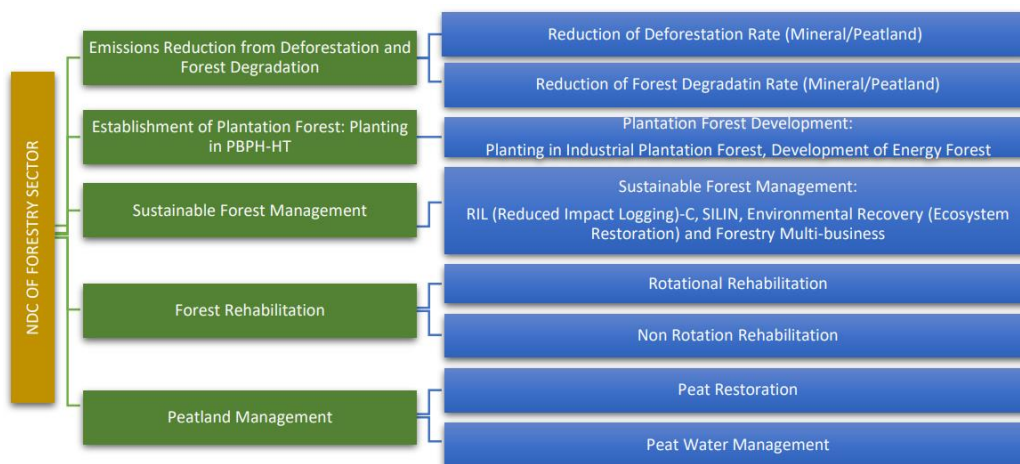 NDC OF FORESTRY SECTOR
Emissions Reduction from Deforestation and
Forest Degradation
Reduction of Deforestation Rate (Mineral/Peatland)
Reduction of Forest Degradatin Rate (Mineral/Peatland)
Establishment of Plantation Forest: Planting
in PBPH-HT
Plantation Forest Development:
Planting in Industrial Plantation Forest, Development of Energy Forest
Sustainable Forest Management
Sustainable Forest Management:
RIL (Reduced Impact Logging)-C, SILIN, Environmental Recovery (Ecosystem
Restoration) and Forestry Multi-business
Forest Rehabilitation
Rotational Rehabilitation
Non Rotation Rehabilitation
Peatland Management
Peat Restoration
Peat Water Management